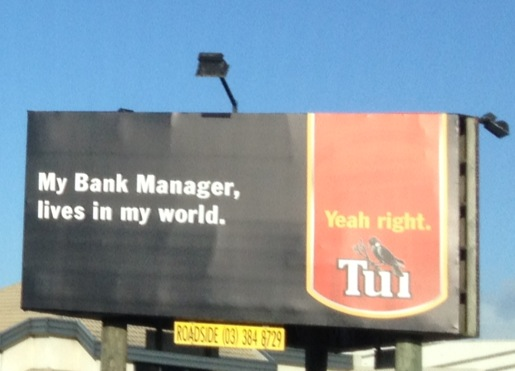 My Bank Manager,
lives in my world.
Yeah right.
Tui
ROADSIDE (03) 384 8729